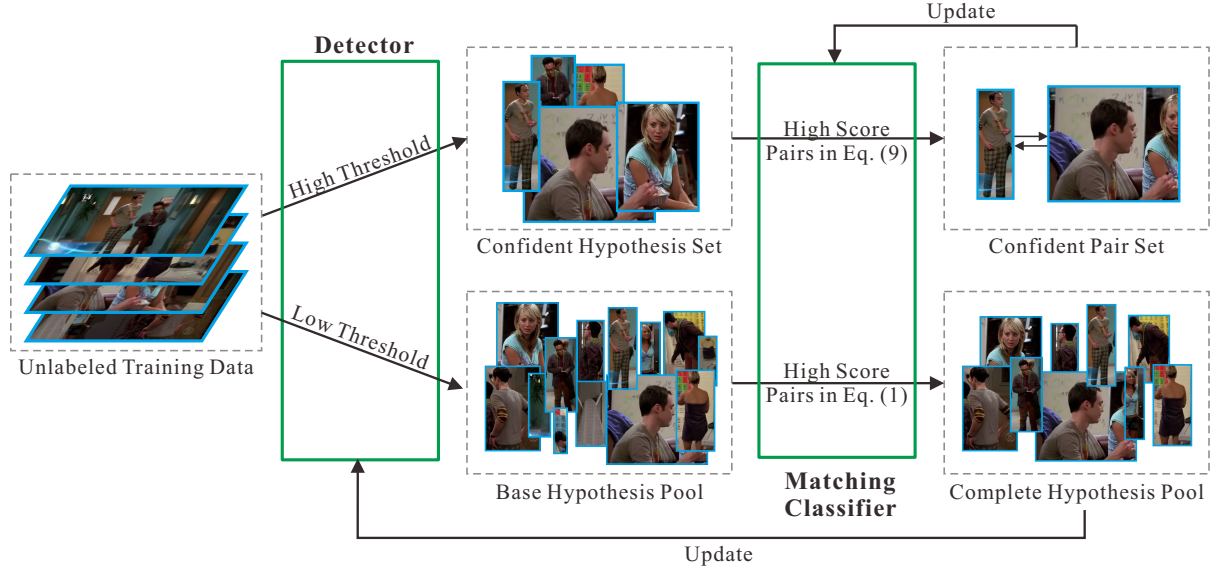 Update
Detector
High Threshold
High Score
Pairs in Eq. (9)
Confident Hypothesis Set
Confident Pair Set
Unlabeled Training Data
Low Threshold
High Score
Pairs in Eq. (1)
Base Hypothesis Pool
Matching
Classifier
Complete Hypothesis Pool
Update